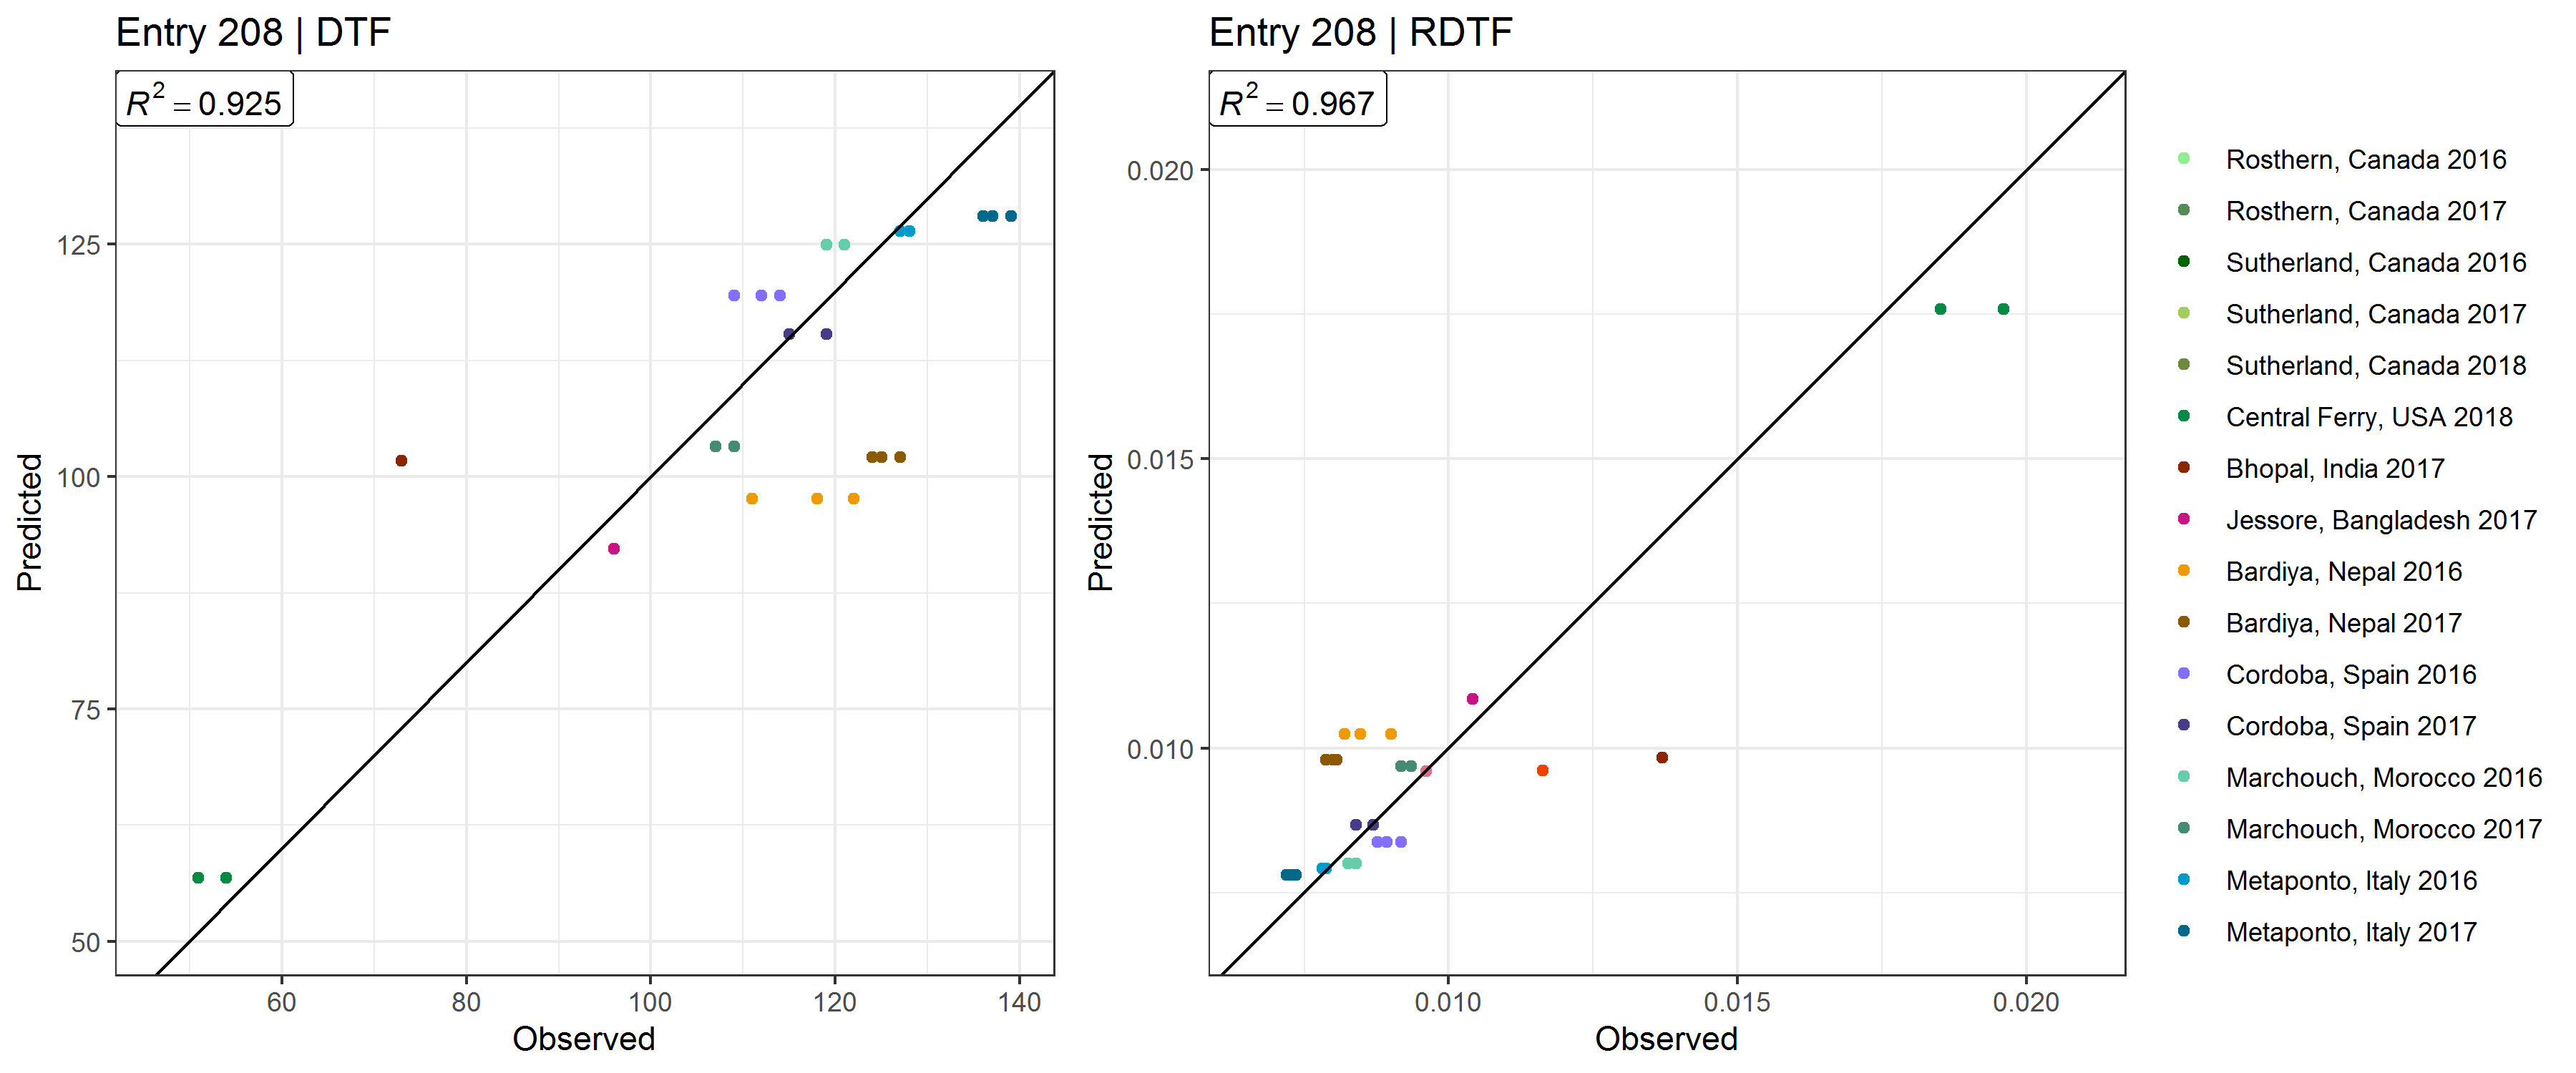 Entry 208 | DTF
R² = 0.925
125
100
75
50
60 80 100 120 140
Observed
Predicted
Entry 208 | RDTF
R² = 0.967
0.020
0.015
0.010
0.010 0.015 0.020
Observed
Predicted
Rosthern, Canada 2016
Rosthern, Canada 2017
Sutherland, Canada 2016
Sutherland, Canada 2017
Sutherland, Canada 2018
Central Ferry, USA 2018
Bhopal, India 2017
Jessore, Bangladesh 2017
Bardiya, Nepal 2016
Bardiya, Nepal 2017
Cordoba, Spain 2016
Cordoba, Spain 2017
Marchouch, Morocco 2016
Marchouch, Morocco 2017
Metaponto, Italy 2016
Metaponto, Italy 2017